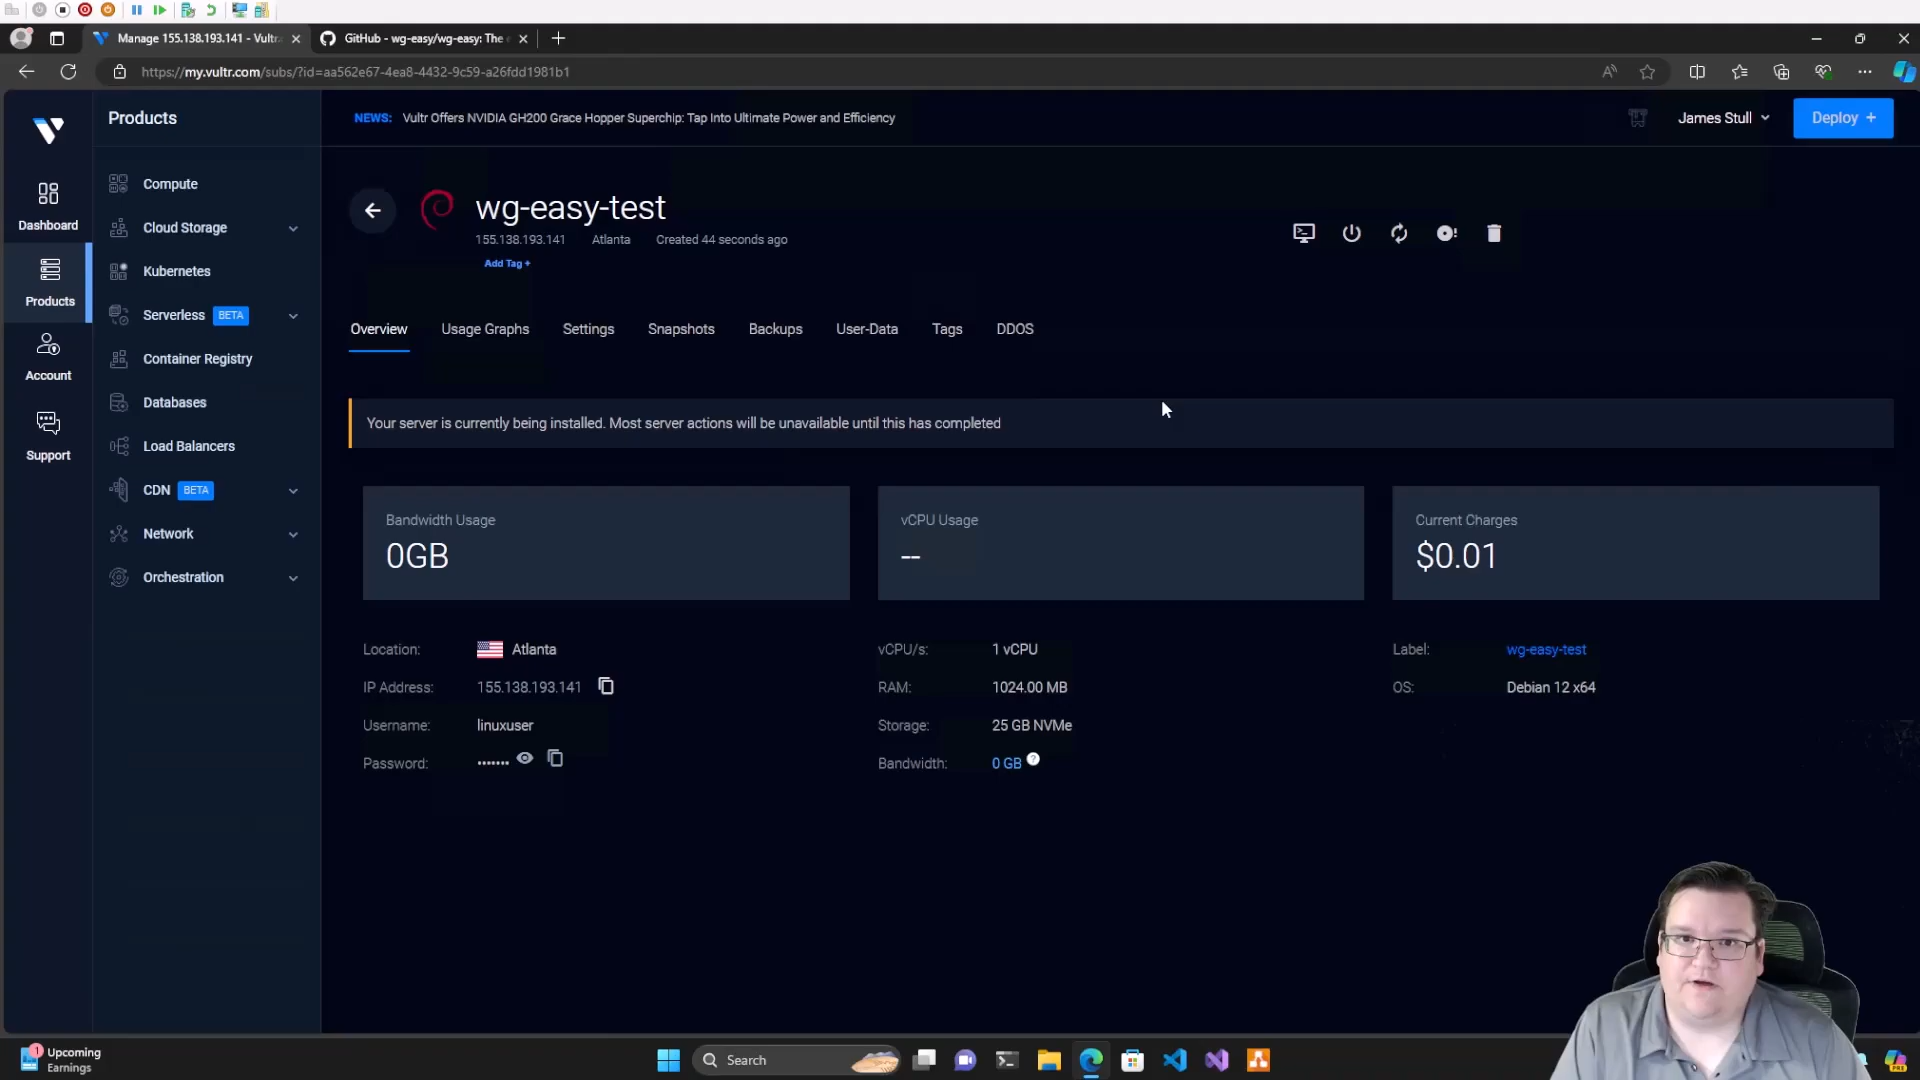 Manage 155.138.193.141 - Vultr
GitHub - wg-easy/wg-easy: The
https://my.vultr.com/subs/?id=aa562e67-4ea8-4432-9c59-a26fdd1981b1
Products
NEWS: Vultr Offers NVIDIA GH200 Grace Hopper Superchip: Tap Into Ultimate Power and Efficiency
James Stull
Deploy +
Dashboard
Products
Account
Support
Compute
Cloud Storage
Kubernetes
Serverless BETA
Container Registry
Databases
Load Balancers
CDN BETA
Network
Orchestration
wg-easy-test
155.138.193.141 Atlanta Created 44 seconds ago
Add Tag +
Overview Usage Graphs Settings Snapshots Backups User-Data Tags DDOS
Your server is currently being installed. Most server actions will be unavailable until this has completed
Bandwidth Usage
0GB
vCPU Usage
--
Current Charges
$0.01
Location: Atlanta
IP Address: 155.138.193.141
Username: linuxuser
Password: .......
vCPU/s: 1 vCPU
RAM: 1024.00 MB
Storage: 25 GB NVMe
Bandwidth: 0 GB ?
Label: wg-easy-test
OS: Debian 12 x64
1
Upcoming
Earnings
Search
PRE